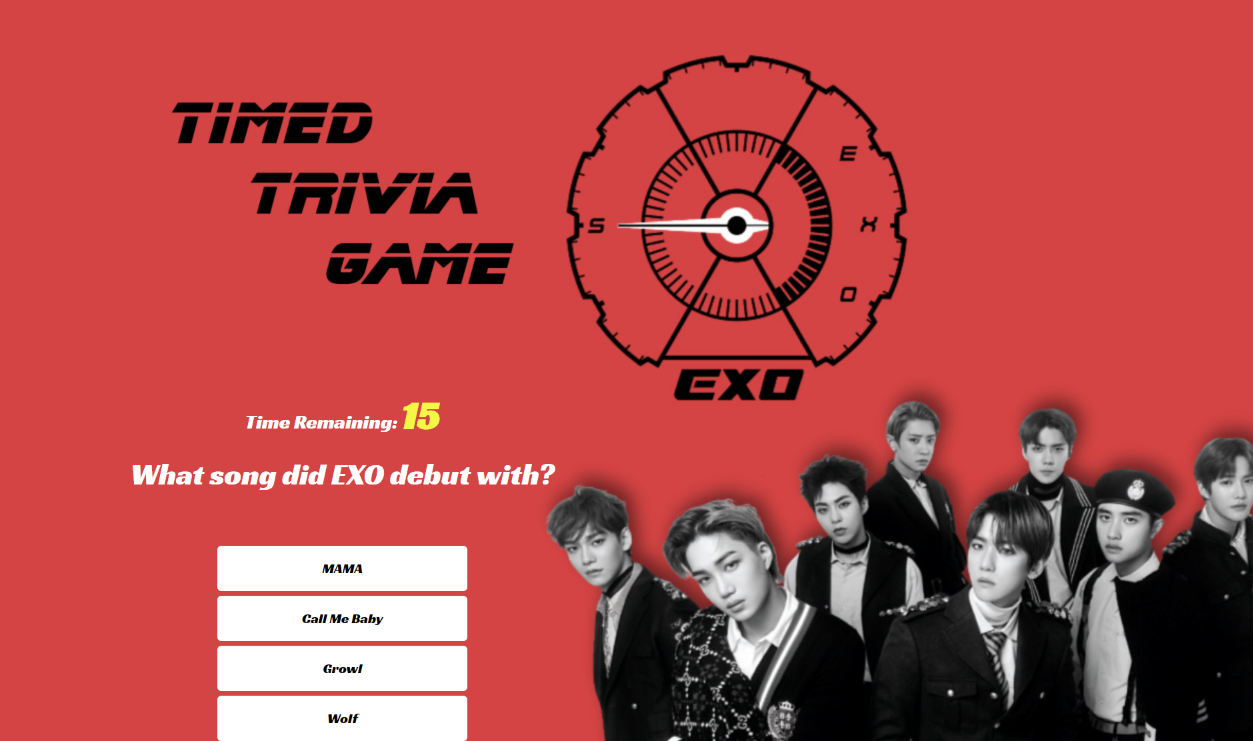 TIMED
TRIVIA
GAME
S
E
X
O
EXO
Time Remaining: 15
What song did EXO debut with?
MAMA
Call Me Baby
Growl
Wolf